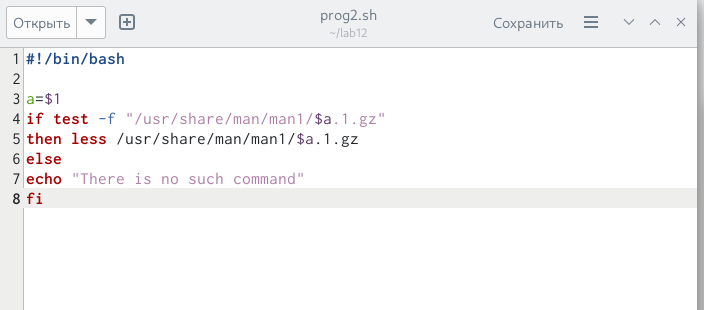 Открыть
prog2.sh
~/lab12
Сохранить
1 #!/bin/bash
2
3 a=$1
4 if test -f "/usr/share/man/man1/$a.1.gz"
5 then less /usr/share/man/man1/$a.1.gz
6 else
7 echo "There is no such command"
8 fi